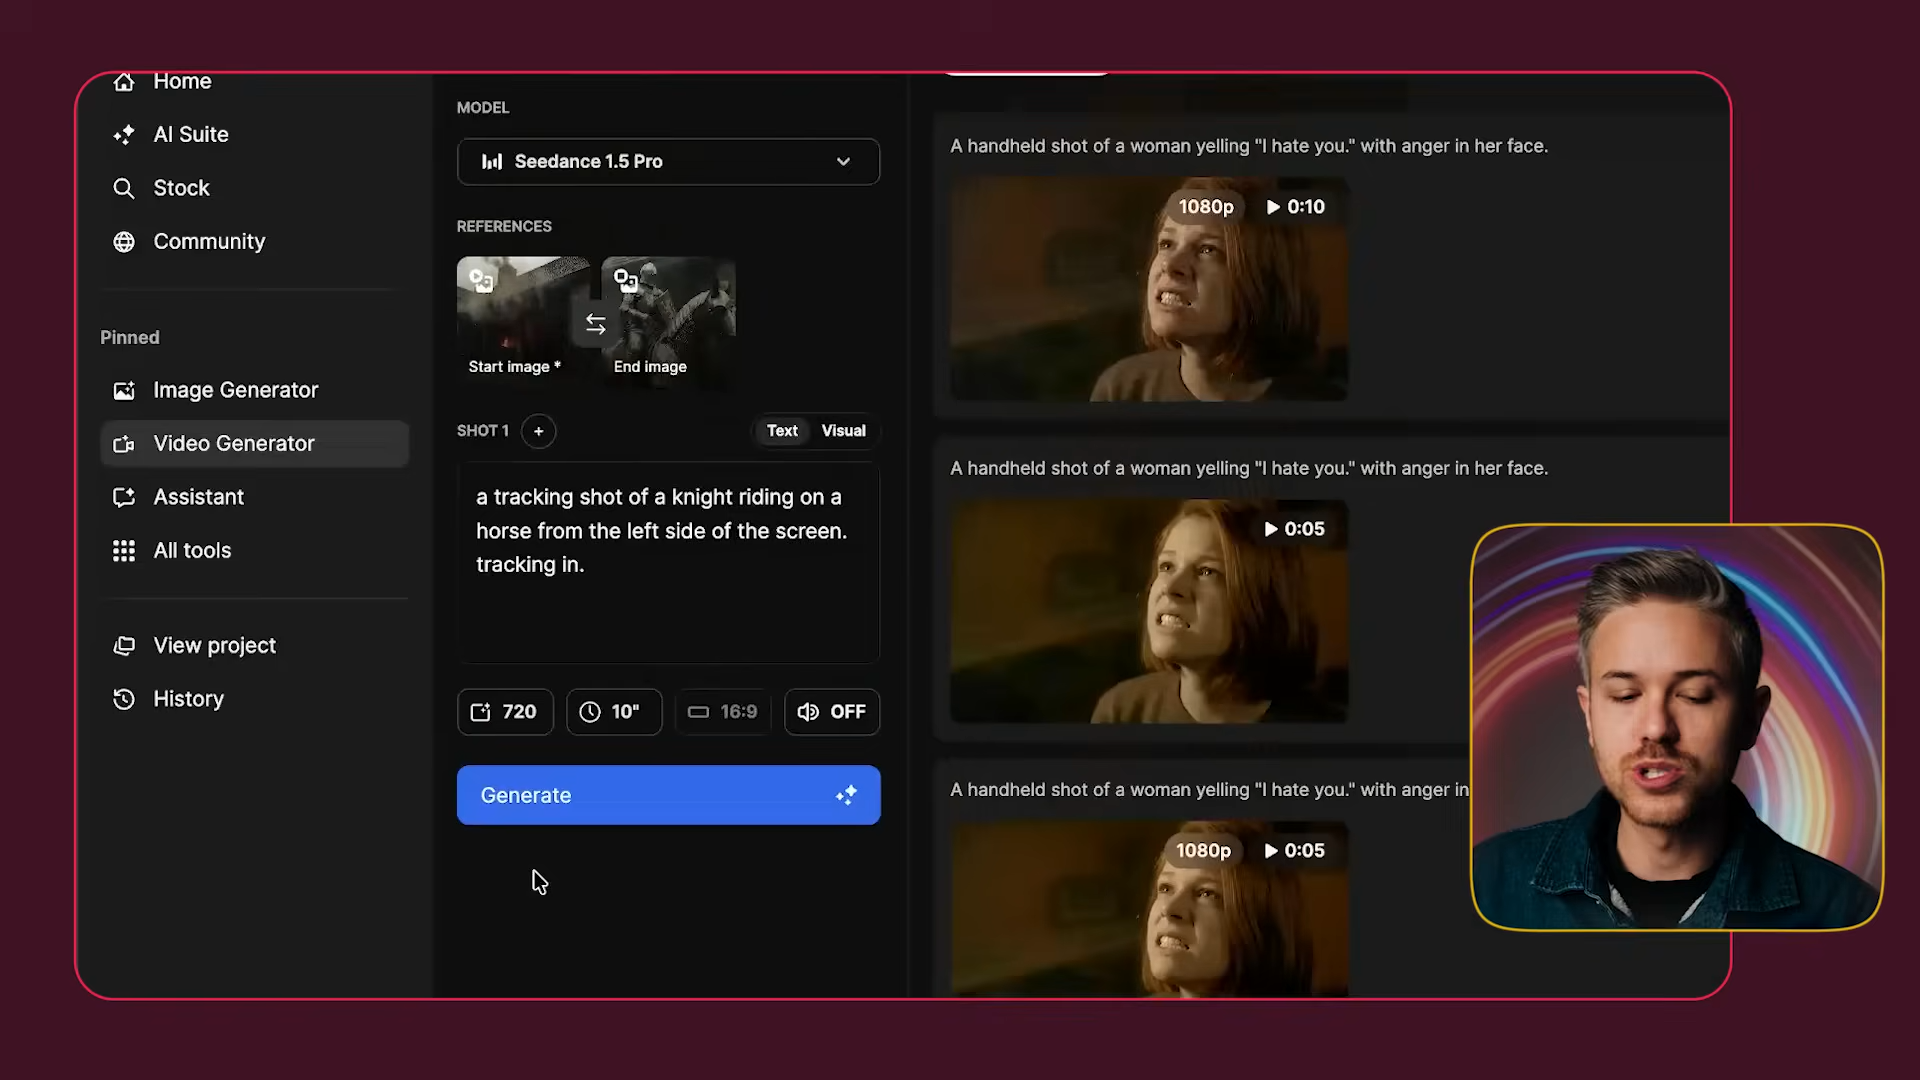 Home
AI Suite
Stock
Community
Pinned
Image Generator
Video Generator
Assistant
All tools
View project
History
MODEL
Seedance 1.5 Pro
REFERENCES
Start image *
End image
SHOT 1
Text
Visual
a tracking shot of a knight riding on a
horse from the left side of the screen.
tracking in.
720
10"
16:9
OFF
Generate
A handheld shot of a woman yelling "I hate you." with anger in her face.
1080p
0:10
A handheld shot of a woman yelling "I hate you." with anger in her face.
0:05
A handheld shot of a woman yelling "I hate you." with anger in
1080p
0:05